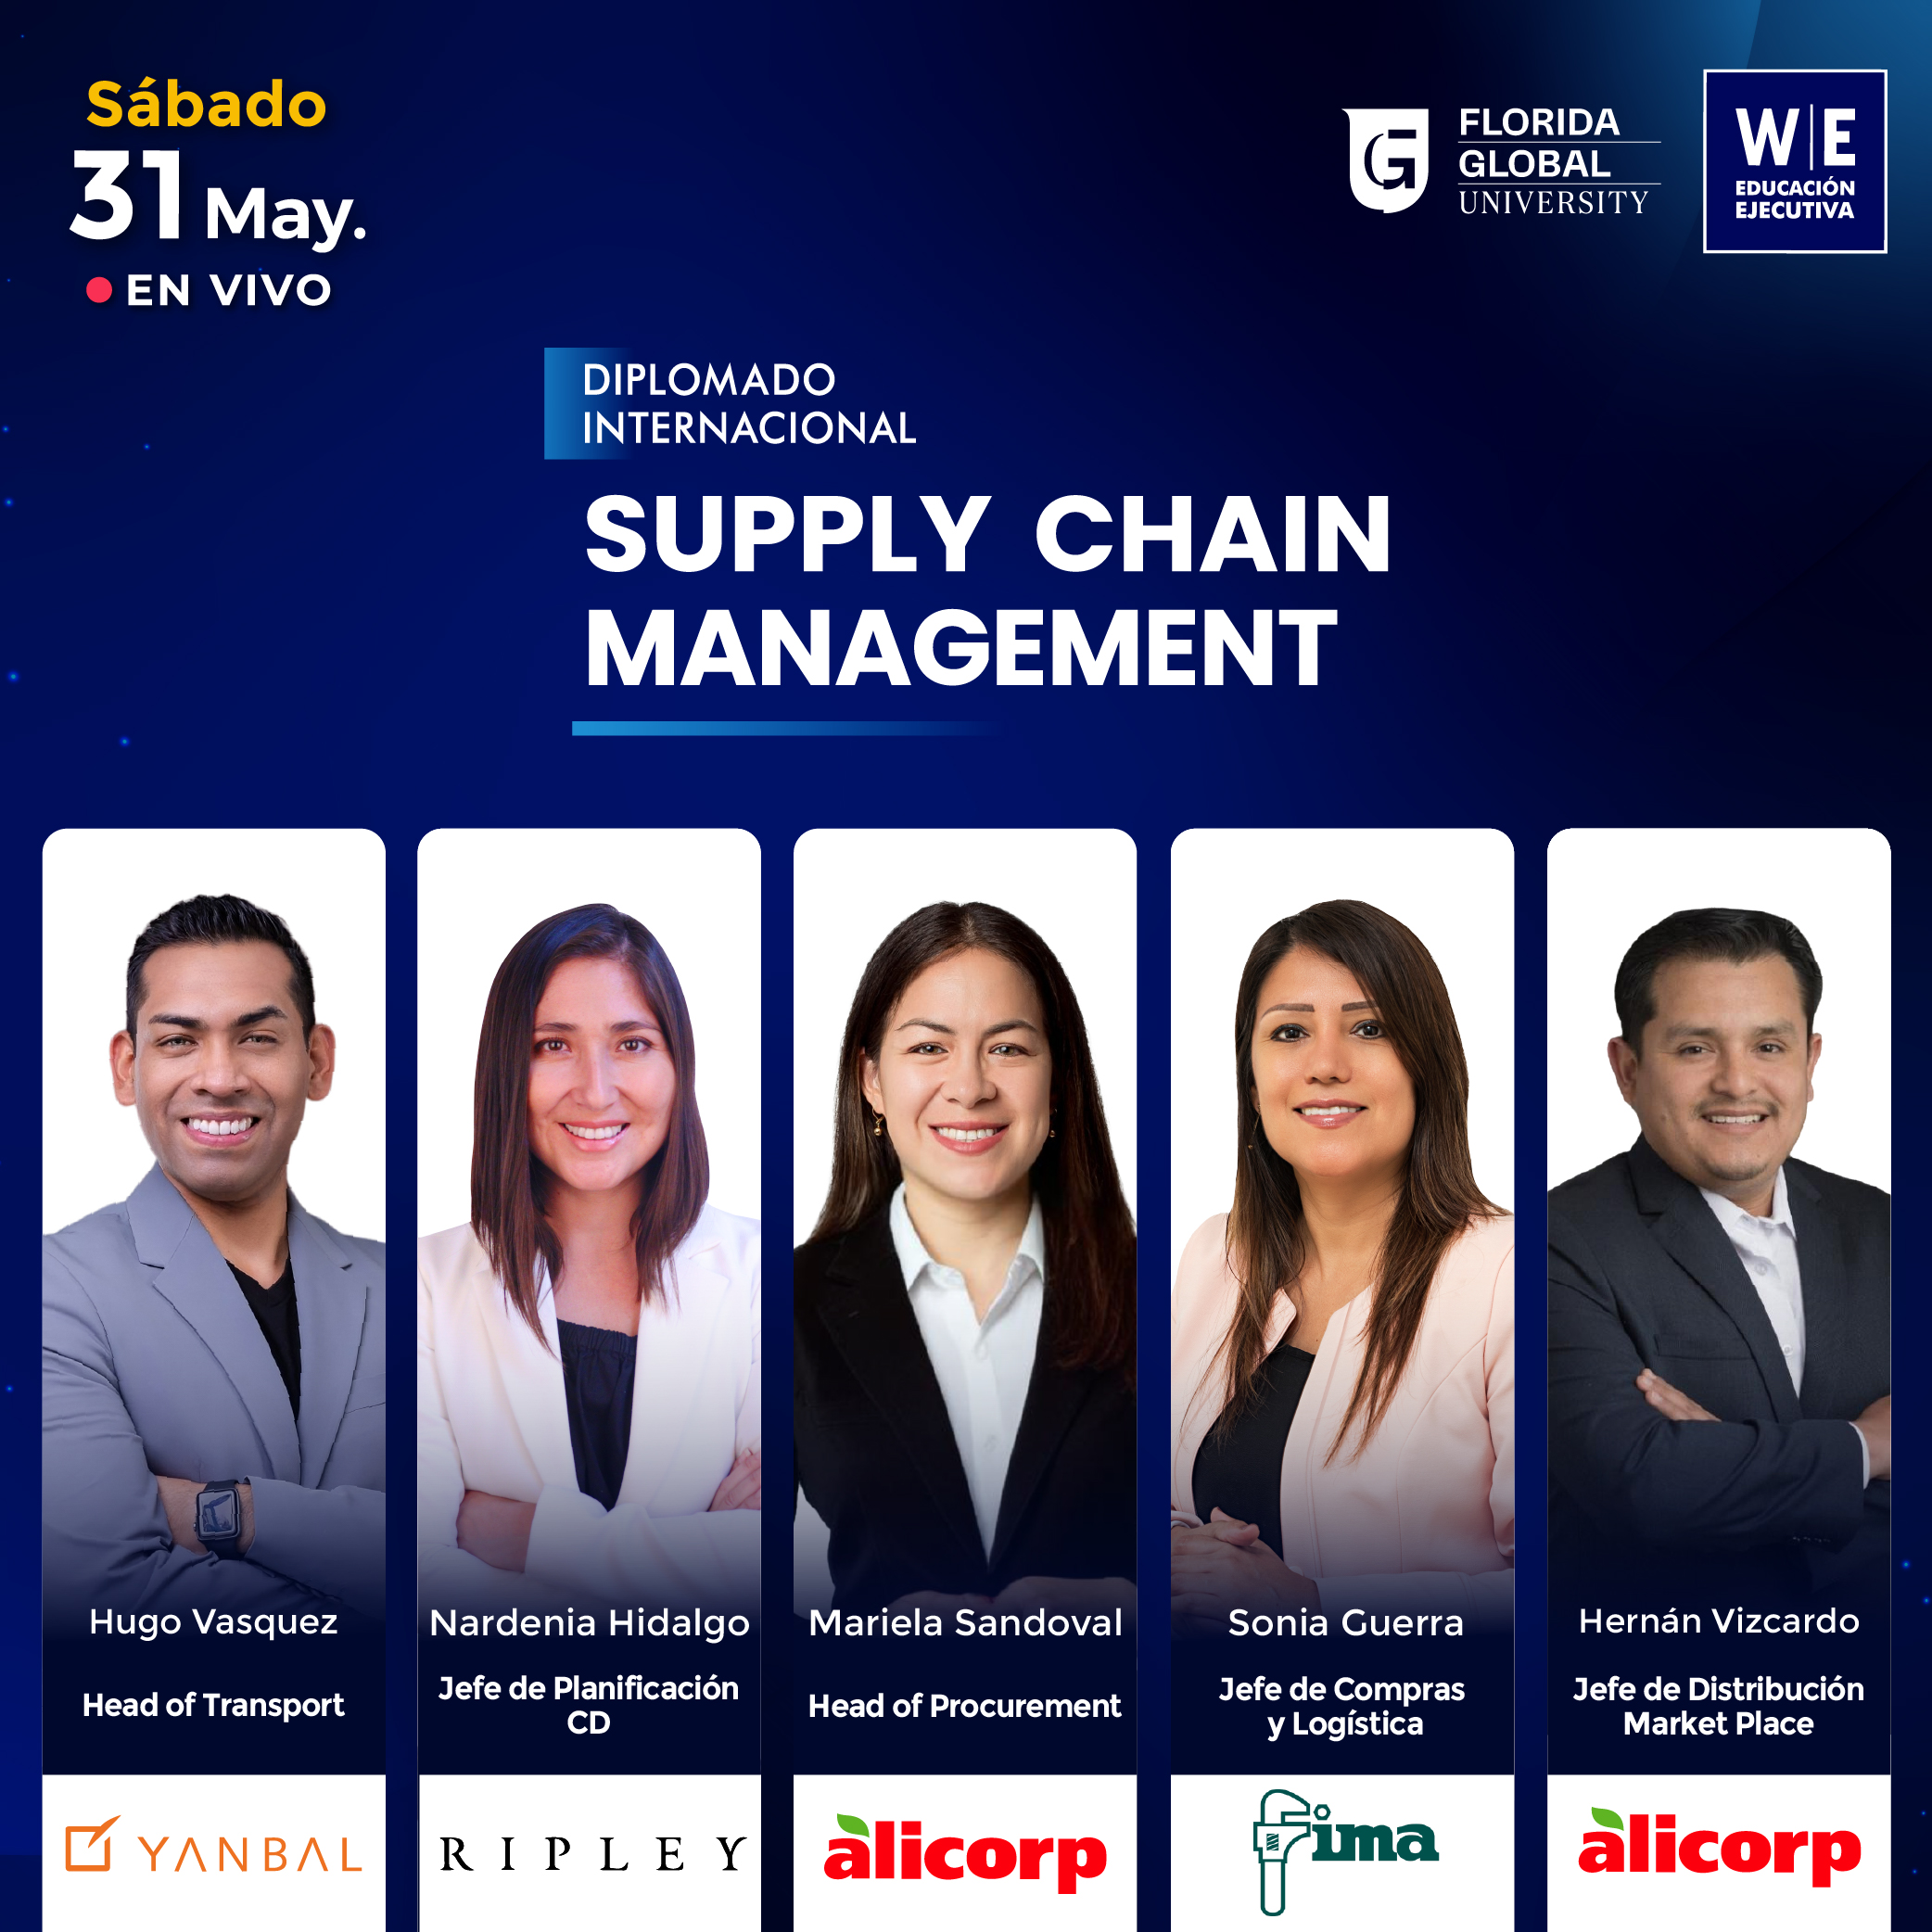 Sábado
31 May.
EN VIVO
FLORIDA
GLOBAL
UNIVERSITY
W|E
EDUCACIÓN
EJECUTIVA
DIPLOMADO
INTERNACIONAL
SUPPLY CHAIN
MANAGEMENT
Hugo Vasquez
Head of Transport
YANBAL
Nardenia Hidalgo
Jefe de Planificación
CD
RIPLEY
Mariela Sandoval
Head of Procurement
alicorp
Sonia Guerra
Jefe de Compras
y Logística
Fima
Hernán Vizcardo
Jefe de Distribución
Market Place
alicorp